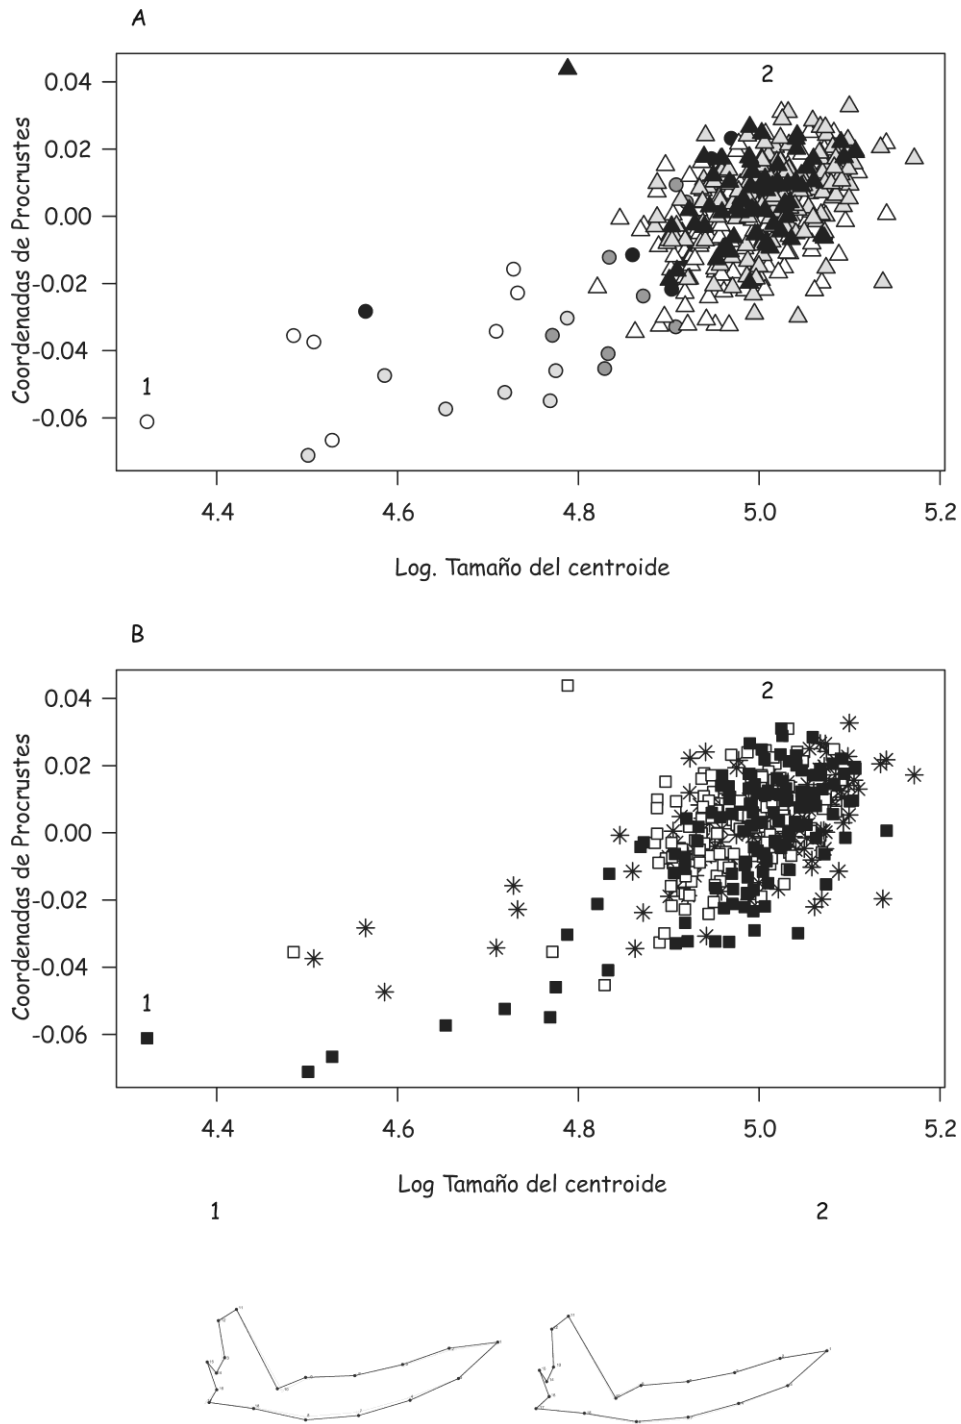 A
2
0.04
0.02
0.00
-0.02
-0.04
-0.06
Coordenadas de Procrustes
1
4.4 4.6 4.8 5.0 5.2
Log. Tamaño del centroide
B
2
0.04
0.02
0.00
-0.02
-0.04
-0.06
Coordenadas de Procrustes
1
4.4 4.6 4.8 5.0 5.2
Log Tamaño del centroide
1 2